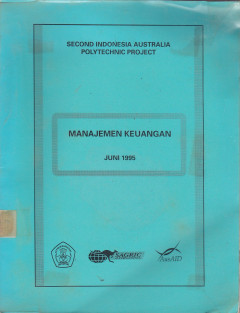 SECOND INDONESIA AUSTRALIA
POLYTECHNIC PROJECT
MANAJEMEN KEUANGAN
JUNI 1995
SAGRIC
AusAID